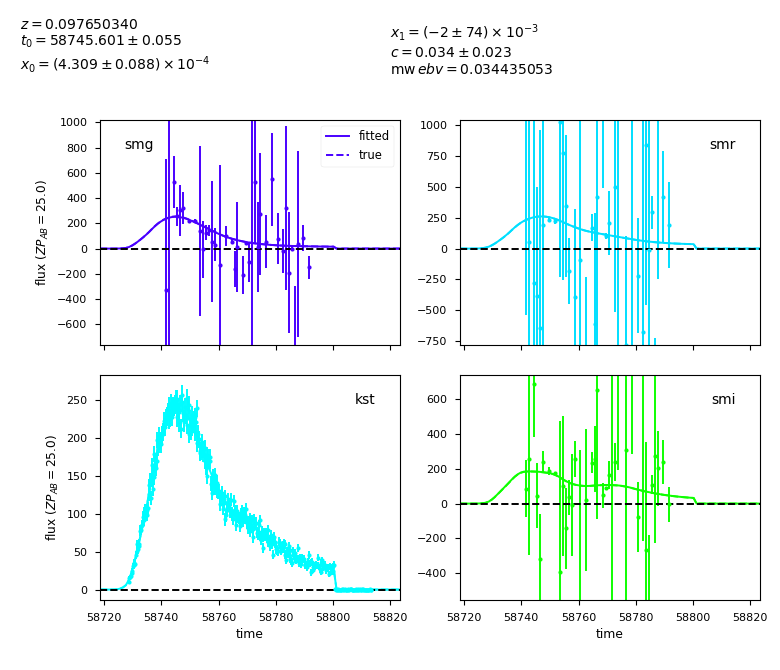 z = 0.097650340
t₀ = 58745.601 ± 0.055
x₀ = (4.309 ± 0.088) × 10⁻⁴
x₁ = (−2 ± 74) × 10⁻³
c = 0.034 ± 0.023
mw ebv = 0.034435053
smg
fitted
true
1000
800
600
400
200
0
−200
−400
−600
flux (ZP_AB = 25.0)
smr
1000
750
500
250
0
−250
−500
−750
kst
250
200
150
100
50
0
flux (ZP_AB = 25.0)
58720 58740 58760 58780 58800 58820
time
smi
600
400
200
0
−200
−400
58720 58740 58760 58780 58800 58820
time